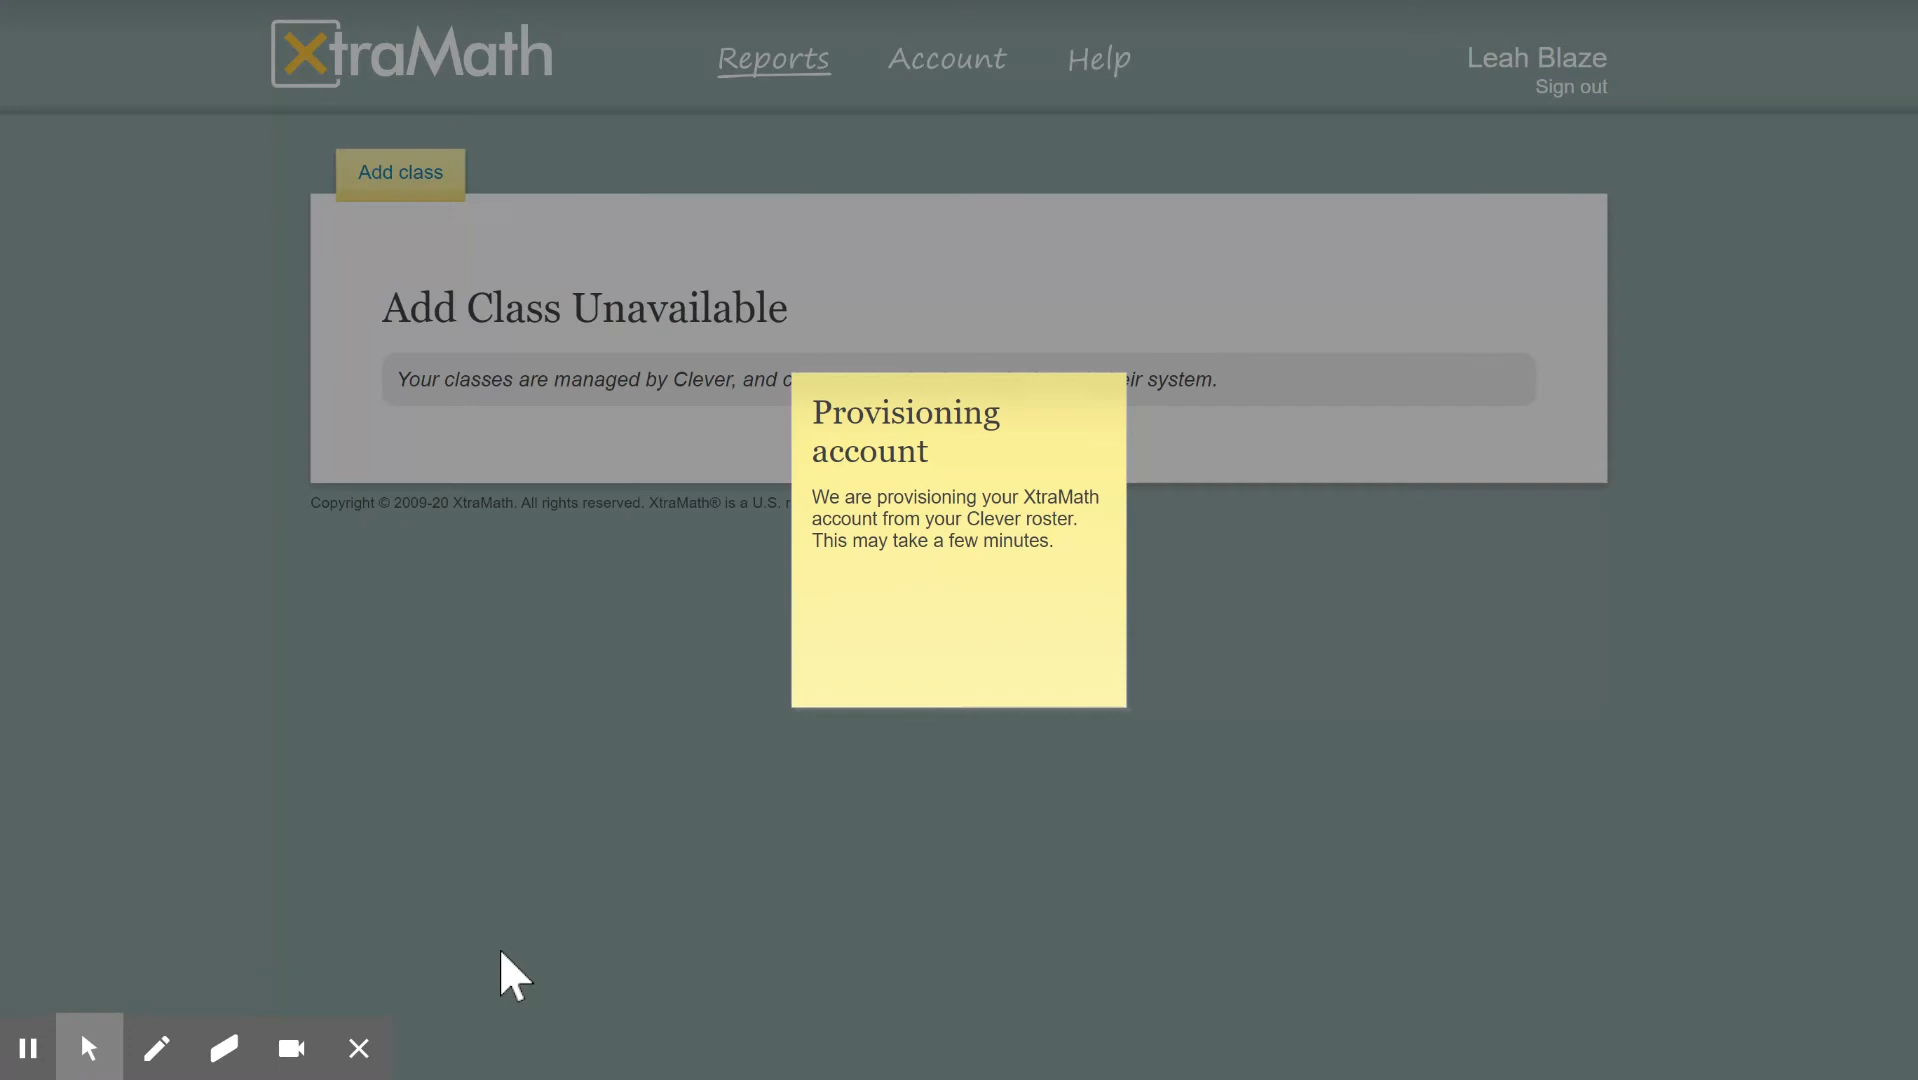 XtraMath
Reports
Account
Help
Leah Blaze
Sign out
Add class
Add Class Unavailable
Your classes are managed by Clever, and c
eir system.
Provisioning
account
We are provisioning your XtraMath
account from your Clever roster.
This may take a few minutes.
Copyright © 2009-20 XtraMath. All rights reserved. XtraMath® is a U.S. r